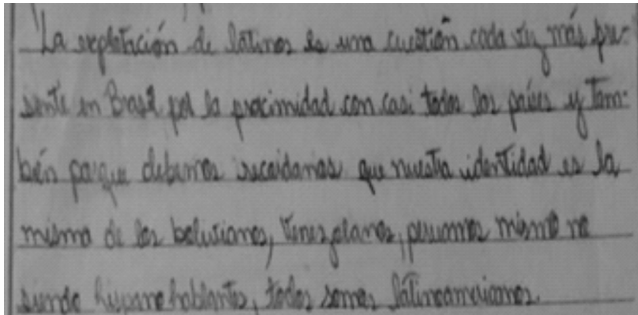 La explotación de latinos es una cuestión cada vez más pre-
sente en Brasil por la procimidad con casi todos los países y tam-
bién porque debemos recordarnos que nuestra identidad es la
misma de los bolivianos, venezolanos, peruanos mismo no
siendo hispanohablantes, todos somos latinoamericanos.